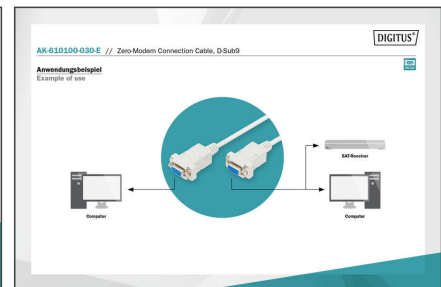 DIGITUS®
AK-610100-030-E // Zero-Modem Connection Cable, D-Sub9
Anwendungsbeispiel
Example of use
SAT-Receiver
Computer
Computer